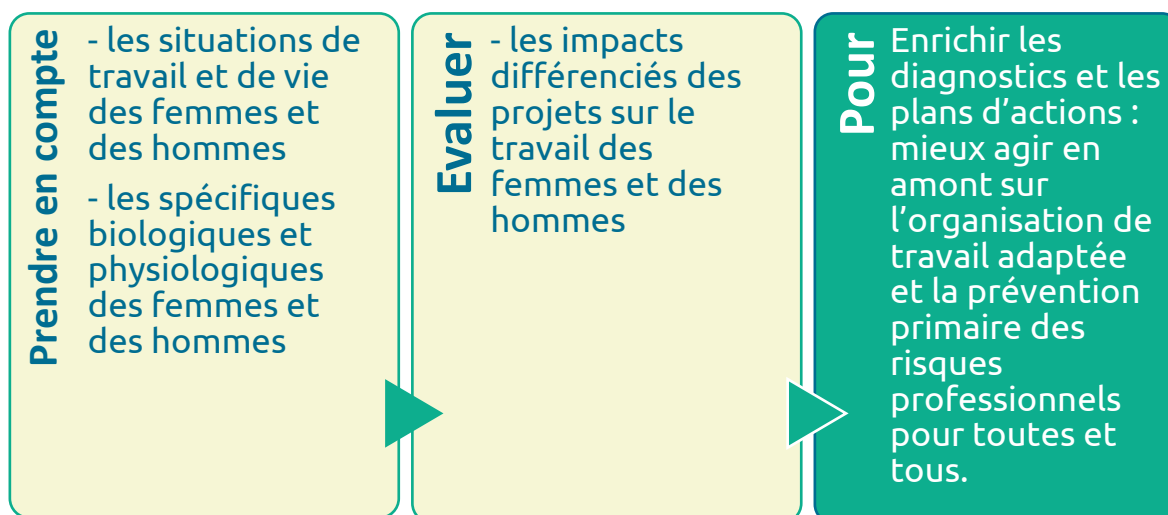 Prendre en compte
- les situations de
travail et de vie
des femmes et
des hommes
- les spécifiques
biologiques et
physiologiques
des femmes et
des hommes
Evaluer
- les impacts
différenciés des
projets sur le
travail des
femmes et des
hommes
Pour
Enrichir les
diagnostics et les
plans d’actions :
mieux agir en
amont sur
l’organisation de
travail adaptée
et la prévention
primaire des
risques
professionnels
pour toutes et
tous.